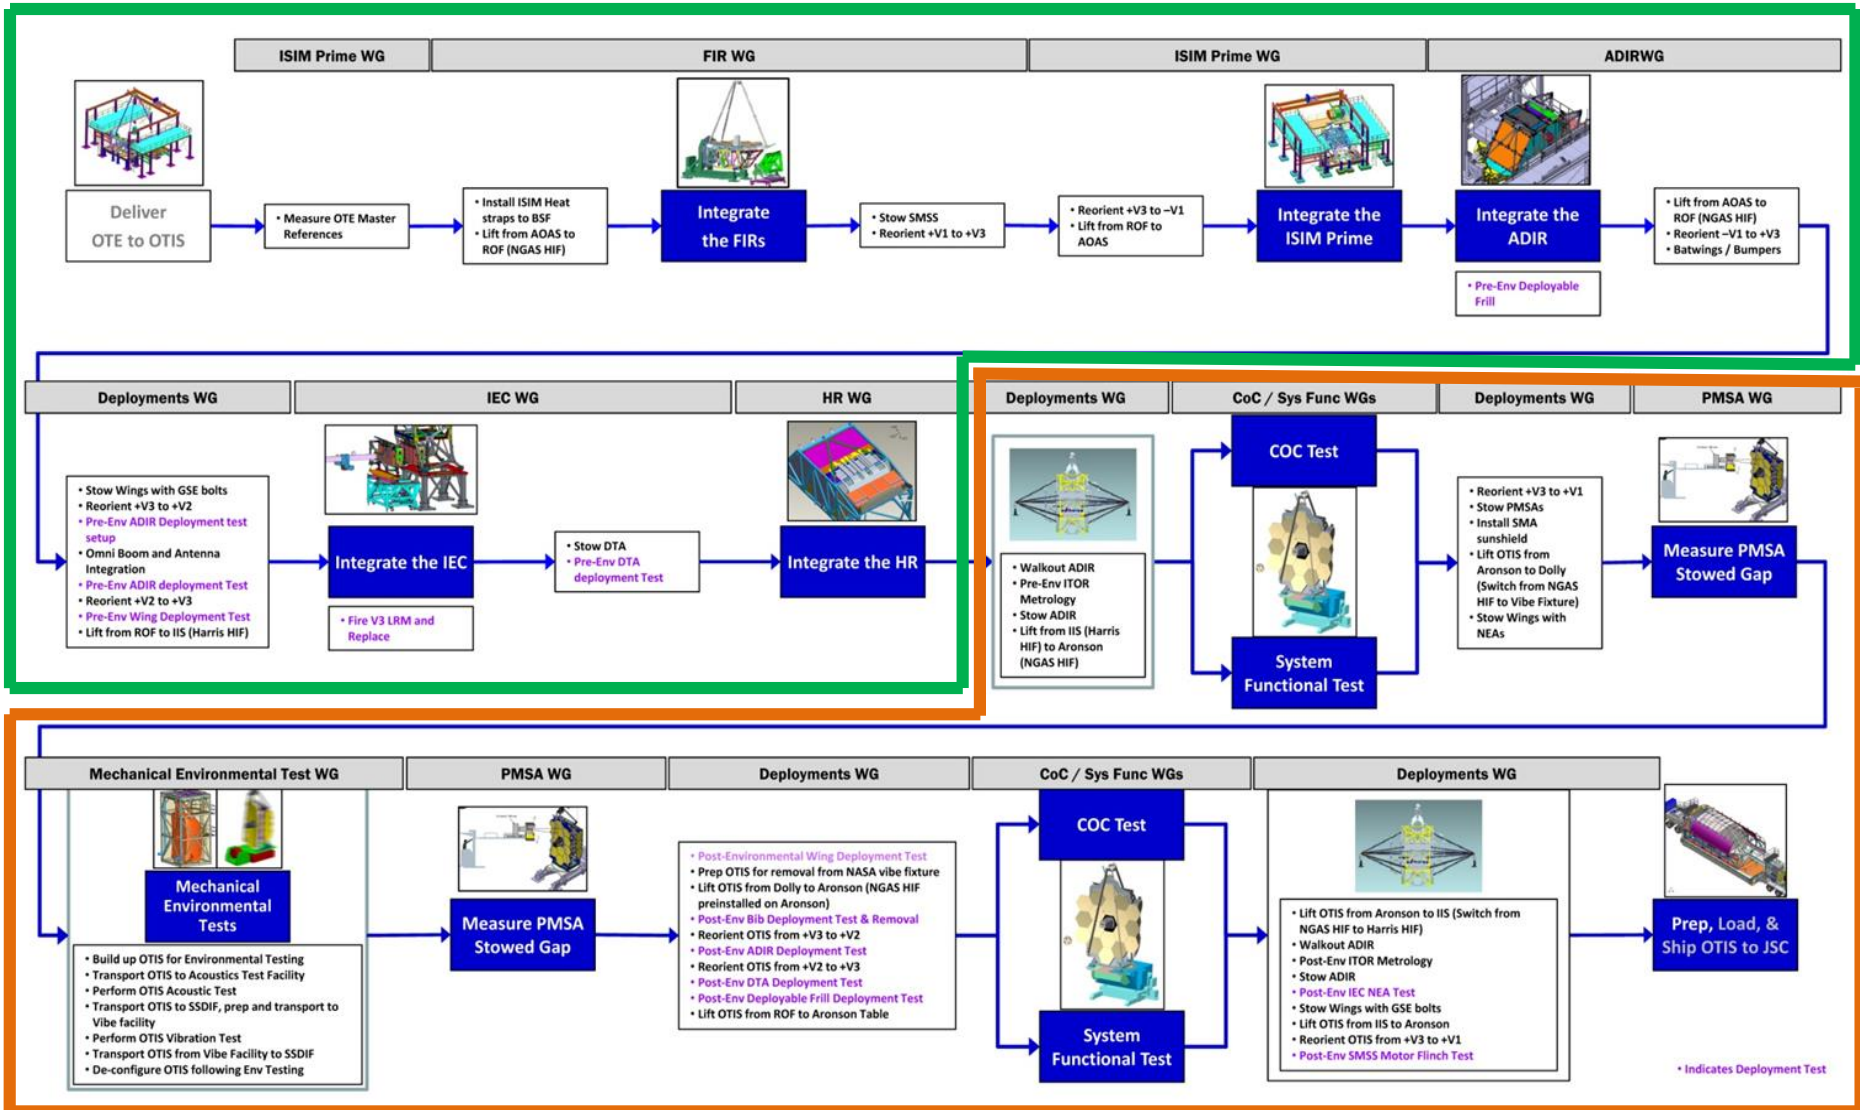 ISIM Prime WG
FIR WG
ISIM Prime WG
ADIRWG
Deliver
OTE to OTIS
• Measure OTE Master
References
• Install ISIM Heat
straps to BSF
• Lift from AOAS to
ROF (NGAS HIF)
Integrate
the FIRs
• Stow SMSS
• Reorient +V1 to +V3
• Reorient +V3 to –V1
• Lift from ROF to
AOAS
Integrate the
ISIM Prime
Integrate the
ADIR
• Pre-Env Deployable
Frill
• Lift from AOAS to
ROF (NGAS HIF)
• Reorient –V1 to +V3
• Batwings / Bumpers
Deployments WG
IEC WG
HR WG
Deployments WG
CoC / Sys Func WGs
Deployments WG
PMSA WG
• Stow Wings with GSE bolts
• Reorient +V3 to +V2
• Pre-Env ADIR Deployment test
setup
• Omni Boom and Antenna
Integration
• Pre-Env ADIR deployment Test
• Reorient +V2 to +V3
• Pre-Env Wing Deployment Test
• Lift from ROF to IIS (Harris HIF)
Integrate the IEC
• Fire V3 LRM and
Replace
• Stow DTA
• Pre-Env DTA
deployment Test
Integrate the HR
• Walkout ADIR
• Pre-Env ITOR
Metrology
• Stow ADIR
• Lift from IIS (Harris
HIF) to Aronson
(NGAS HIF)
COC Test
System
Functional Test
• Reorient +V3 to +V1
• Stow PMSAs
• Install SMA
sunshield
• Lift OTIS from
Aronson to Dolly
(Switch from NGAS
HIF to Vibe Fixture)
• Stow Wings with
NEAs
Measure PMSA
Stowed Gap
Mechanical Environmental Test WG
PMSA WG
Deployments WG
CoC / Sys Func WGs
Deployments WG
Mechanical
Environmental
Tests
• Build up OTIS for Environmental Testing
• Transport OTIS to Acoustics Test Facility
• Perform OTIS Acoustic Test
• Transport OTIS to SSDIF, prep and transport to
Vibe facility
• Perform OTIS Vibration Test
• Transport OTIS from Vibe Facility to SSDIF
• De-configure OTIS following Env Testing
Measure PMSA
Stowed Gap
• Post-Environmental Wing Deployment Test
• Prep OTIS for removal from NASA vibe fixture
• Lift OTIS from Dolly to Aronson (NGAS HIF
preinstalled on Aronson)
• Post-Env Bib Deployment Test & Removal
• Reorient OTIS from +V3 to +V2
• Post-Env ADIR Deployment Test
• Reorient OTIS from +V2 to +V3
• Post-Env DTA Deployment Test
• Post-Env Deployable Frill Deployment Test
• Lift OTIS from ROF to Aronson Table
COC Test
System
Functional Test
• Lift OTIS from Aronson to IIS (Switch from
NGAS HIF to Harris HIF)
• Walkout ADIR
• Post-Env ITOR Metrology
• Stow ADIR
• Post-Env IEC NEA Test
• Stow Wings with GSE bolts
• Lift OTIS from IIS to Aronson
• Reorient OTIS from +V3 to +V1
• Post-Env SMSS Motor Flinch Test
Prep, Load, &
Ship OTIS to JSC
• Indicates Deployment Test